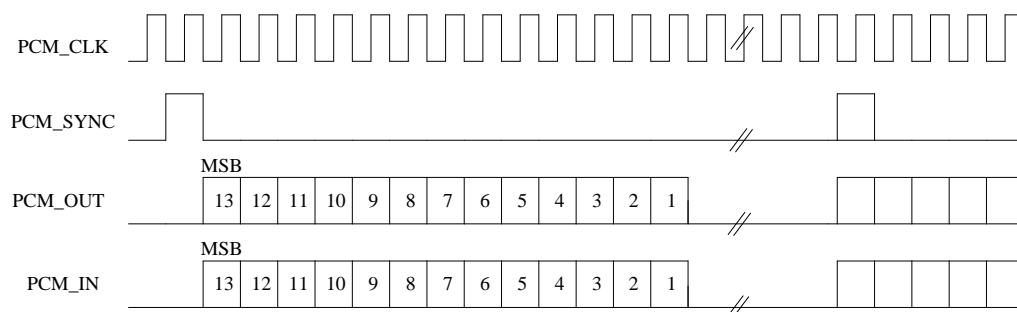 PCM_CLK
PCM_SYNC
MSB
PCM_OUT 13 12 11 10 9 8 7 6 5 4 3 2 1
MSB
PCM_IN 13 12 11 10 9 8 7 6 5 4 3 2 1